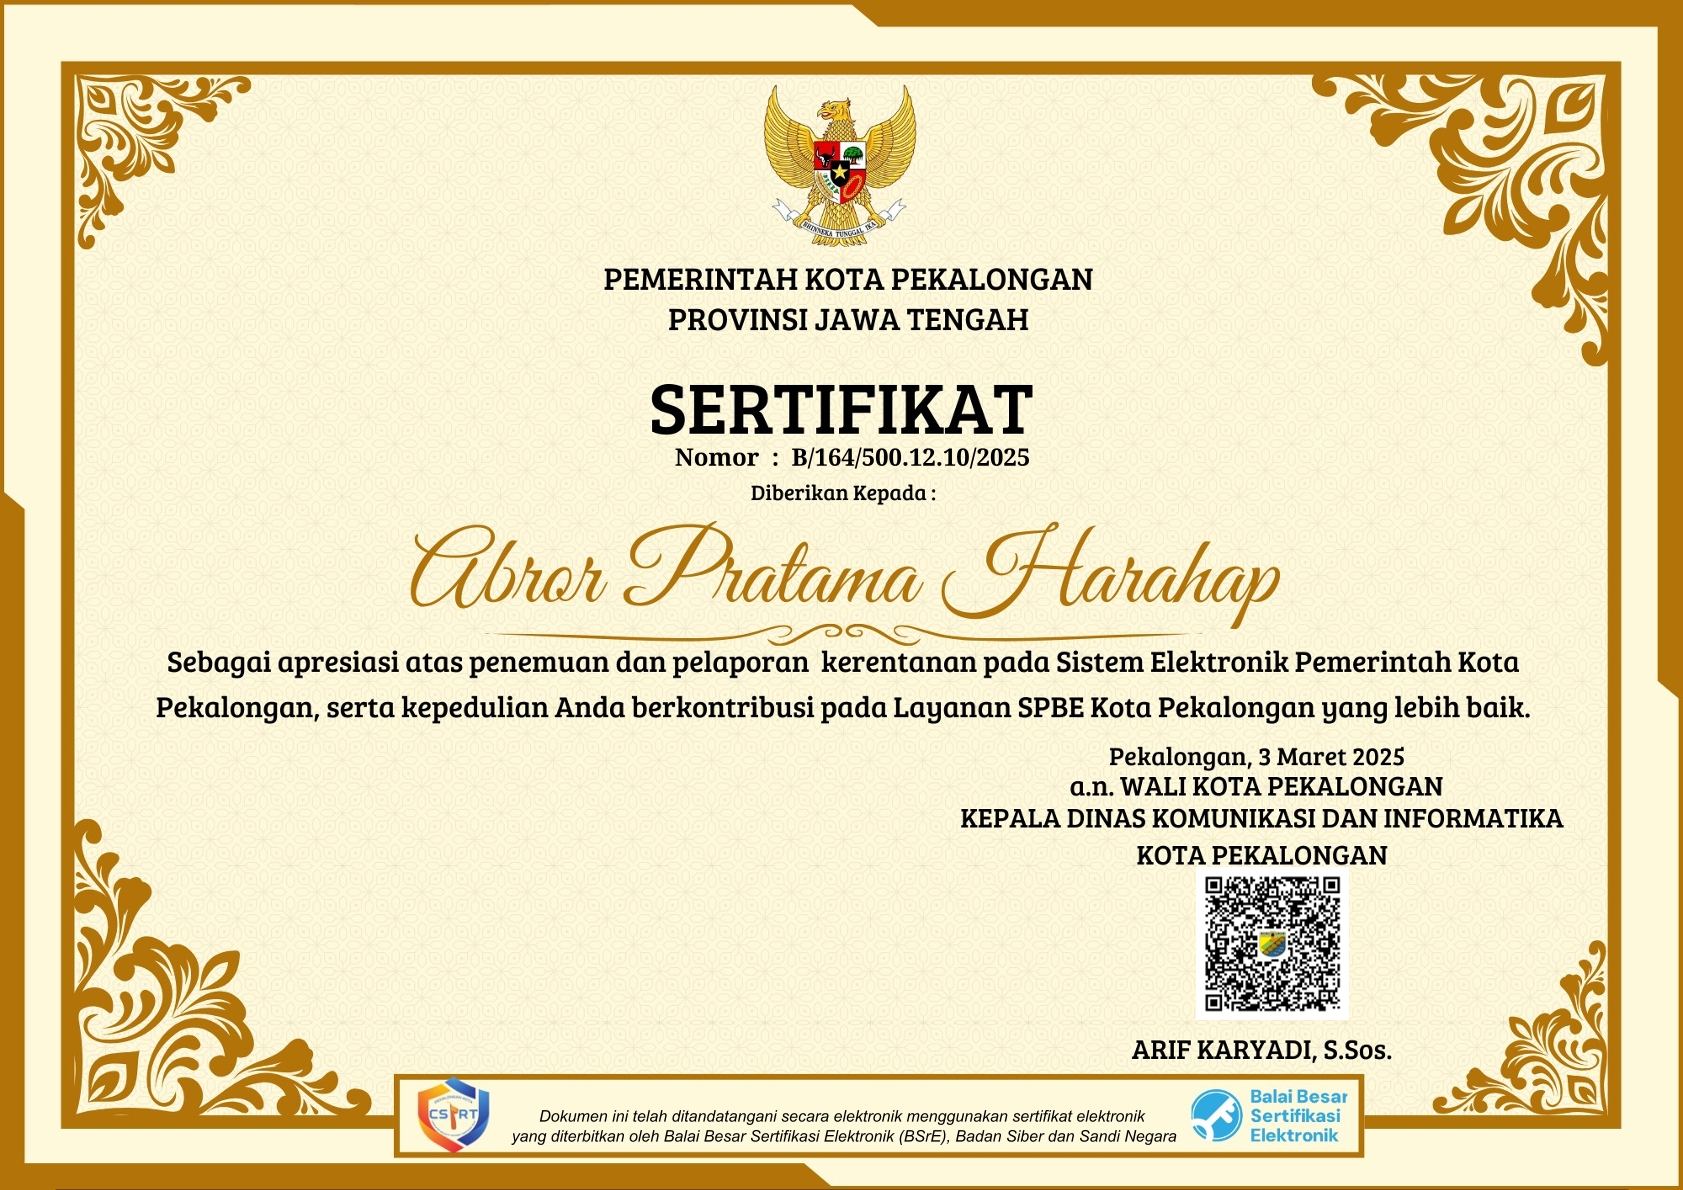 BHINNEKA TUNGGAL IKA
PEMERINTAH KOTA PEKALONGAN
PROVINSI JAWA TENGAH
SERTIFIKAT
Nomor : B/164/500.12.10/2025
Diberikan Kepada :
Abror Pratama Harahap
Sebagai apresiasi atas penemuan dan pelaporan kerentanan pada Sistem Elektronik Pemerintah Kota
Pekalongan, serta kepedulian Anda berkontribusi pada Layanan SPBE Kota Pekalongan yang lebih baik.
Pekalongan, 3 Maret 2025
a.n. WALI KOTA PEKALONGAN
KEPALA DINAS KOMUNIKASI DAN INFORMATIKA
KOTA PEKALONGAN
ARIF KARYADI, S.Sos.
CSIRT
Dokumen ini telah ditandatangani secara elektronik menggunakan sertifikat elektronik
yang diterbitkan oleh Balai Besar Sertifikasi Elektronik (BSrE), Badan Siber dan Sandi Negara
Balai Besar
Sertifikasi
Elektronik